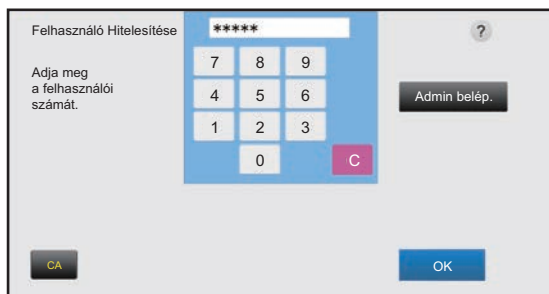 Felhasználó Hitelesítése
*****
?
Adja meg
a felhasználói
számát.
7 8 9
4 5 6
1 2 3
0 C
Admin belép.
CA
OK